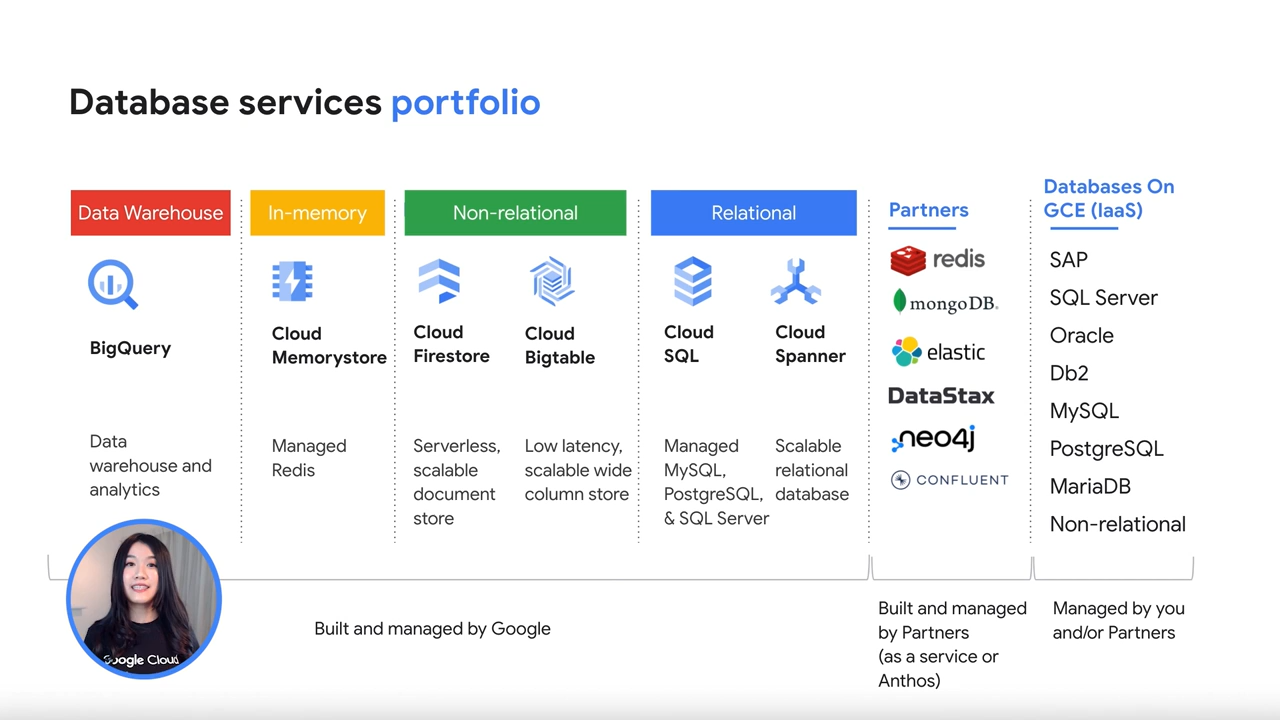 Database services portfolio
Data Warehouse
BigQuery
Data
warehouse and
analytics
In-memory
Cloud
Memorystore
Managed
Redis
Non-relational
Cloud
Firestore
Serverless,
scalable
document
store
Cloud
Bigtable
Low latency,
scalable wide
column store
Relational
Cloud
SQL
Managed
MySQL,
PostgreSQL,
& SQL Server
Cloud
Spanner
Scalable
relational
database
Partners
redis
mongoDB.
elastic
DataStax
neo4j
CONFLUENT
Databases On
GCE (IaaS)
SAP
SQL Server
Oracle
Db2
MySQL
PostgreSQL
MariaDB
Non-relational
Google Cloud
Built and managed by Google
Built and managed
by Partners
(as a service or
Anthos)
Managed by you
and/or Partners